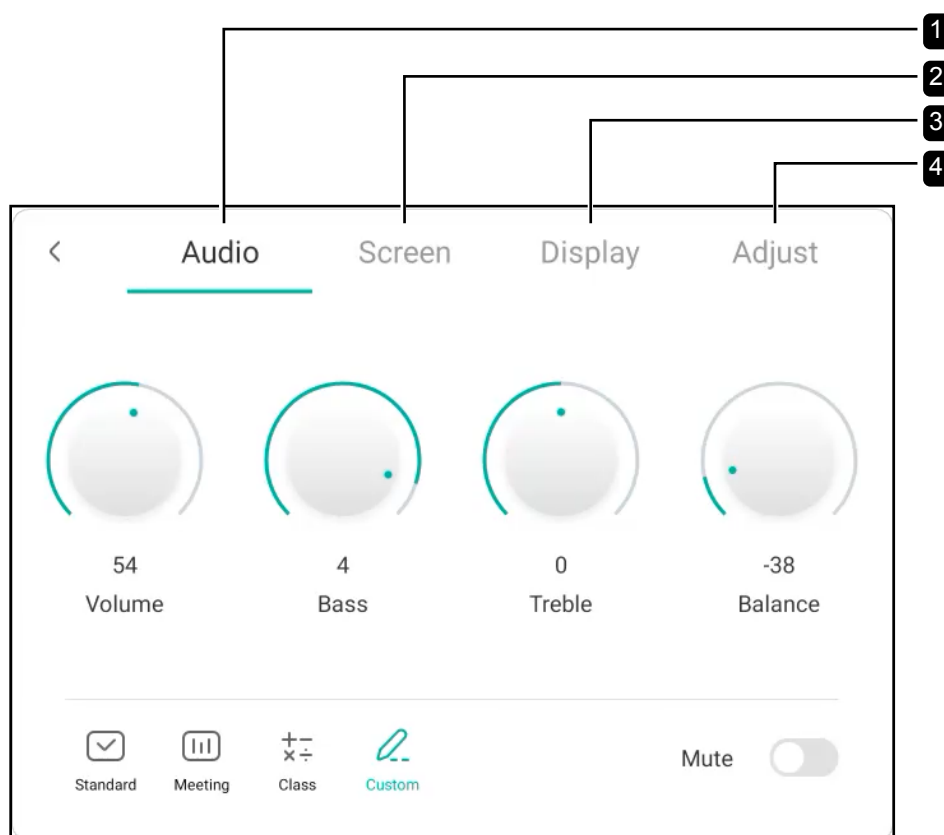 1
2
3
4
Audio Screen Display Adjust
54 4 0 -38
Volume Bass Treble Balance
Standard Meeting Class Custom Mute